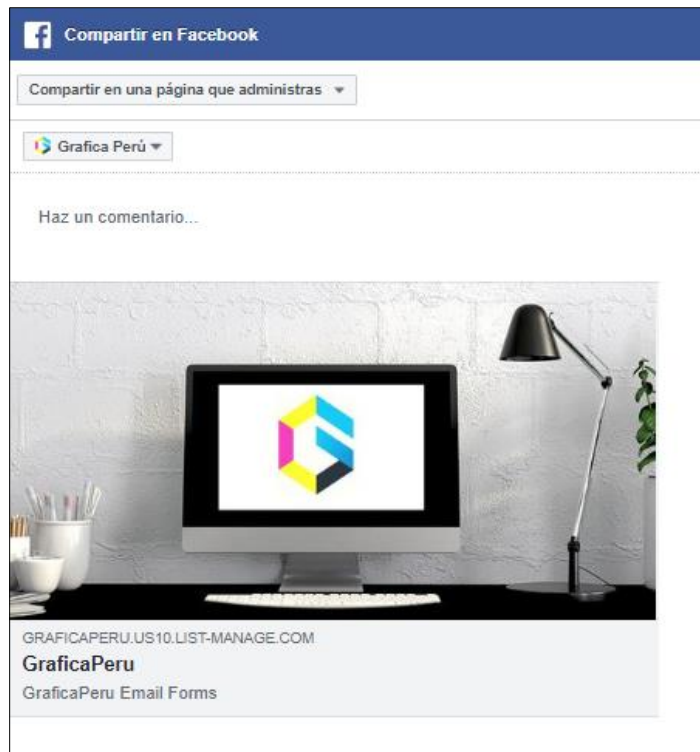 Compartir en Facebook
Compartir en una página que administras
Grafica Perú
Haz un comentario...
GRAFICAPERU.US10.LIST-MANAGE.COM
GraficaPeru
GraficaPeru Email Forms